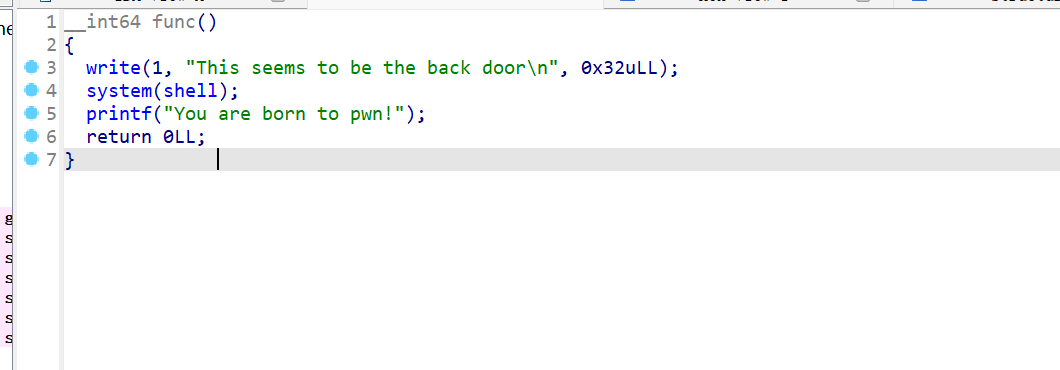 1 __int64 func()
2 {
3 write(1, "This seems to be the back door\n", 0x32uLL);
4 system(shell);
5 printf("You are born to pwn!");
6 return 0LL;
7 }